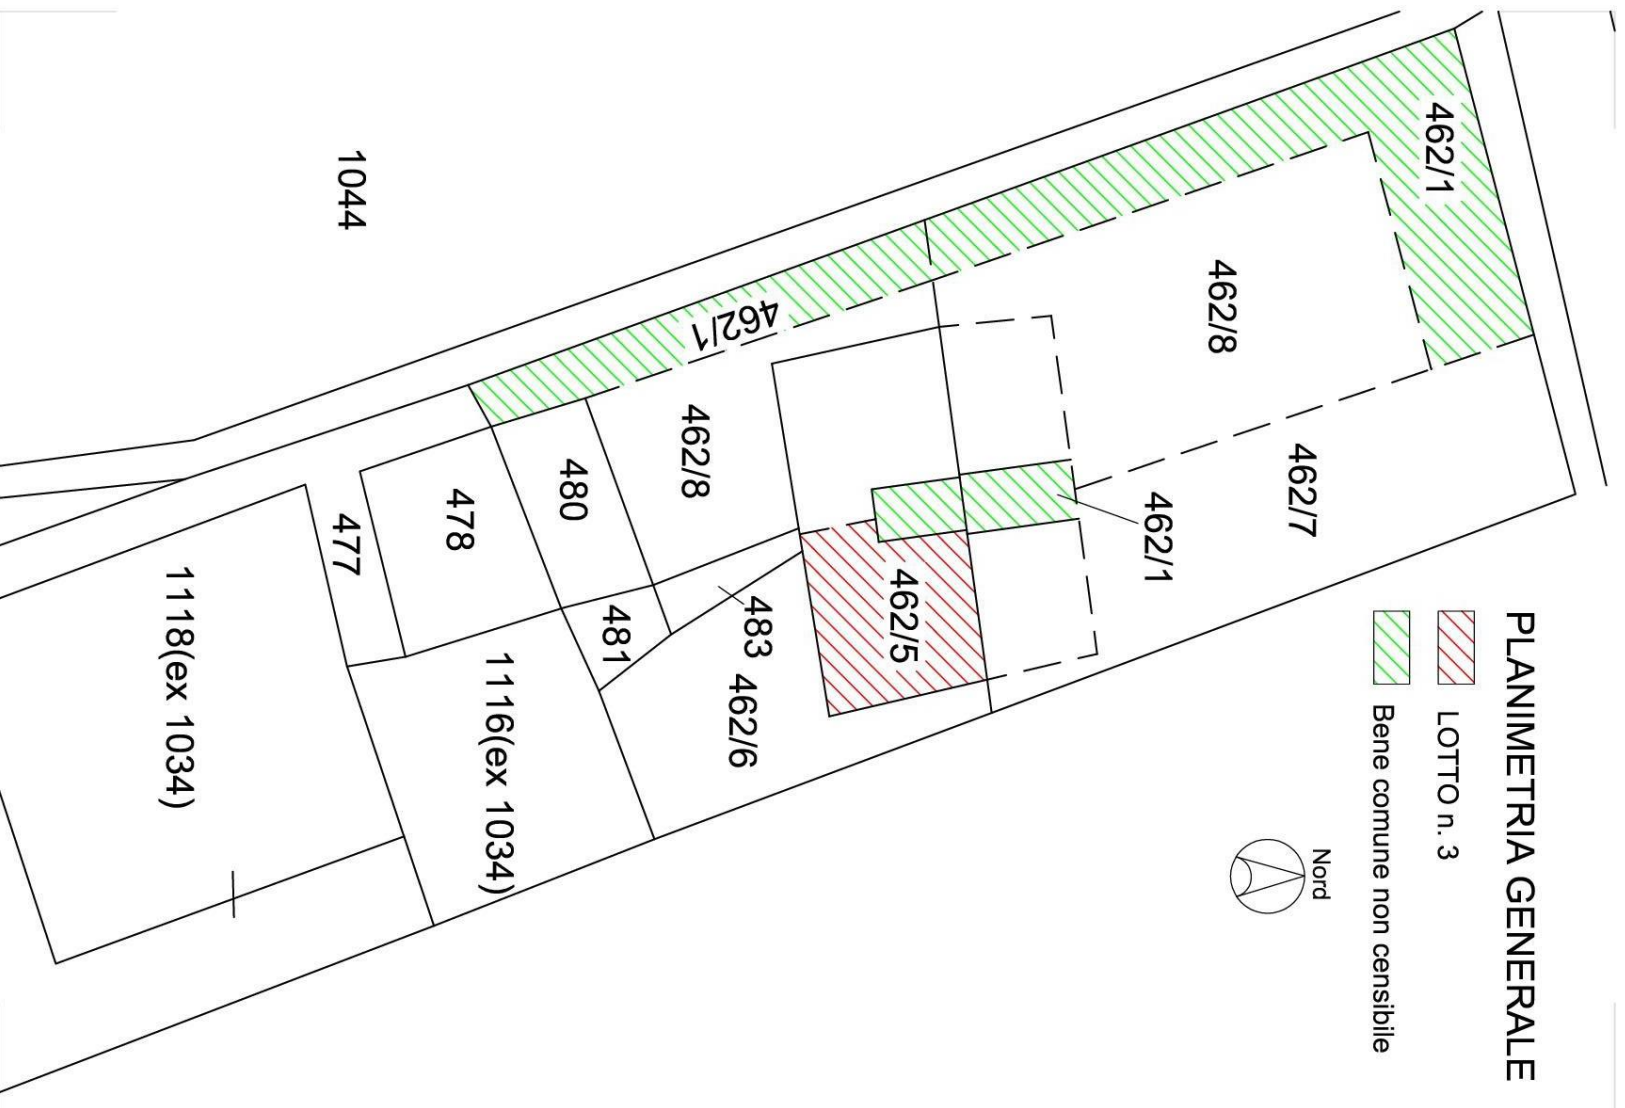 PLANIMETRIA GENERALE
LOTTO n. 3
Bene comune non censibile
Nord
462/1
462/8
462/7
462/1
462/5
462/1
462/8
483
462/6
481
480
478
1116(ex 1034)
477
1044
1118(ex 1034)